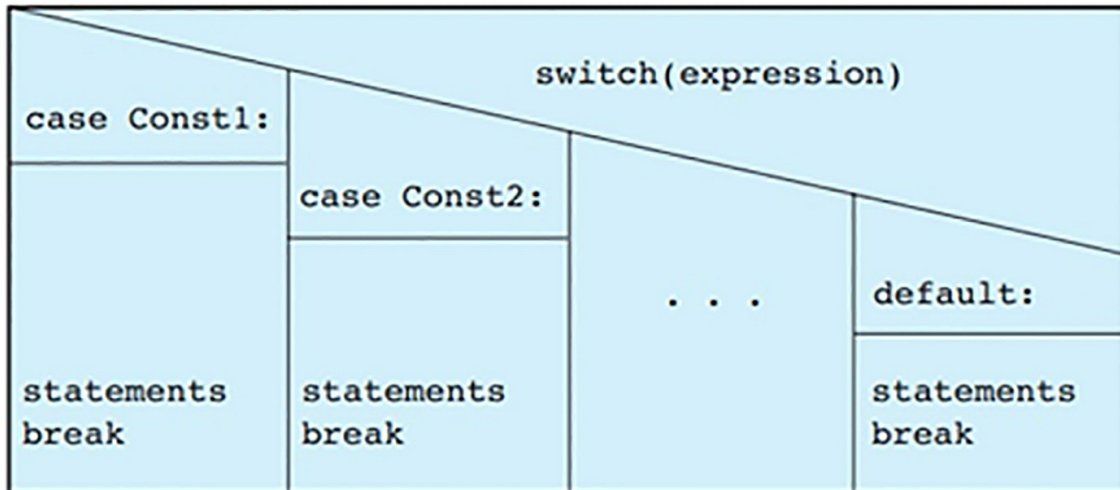 switch(expression)
case Const1:
case Const2:
. . .
default:
statements
break
statements
break
statements
break